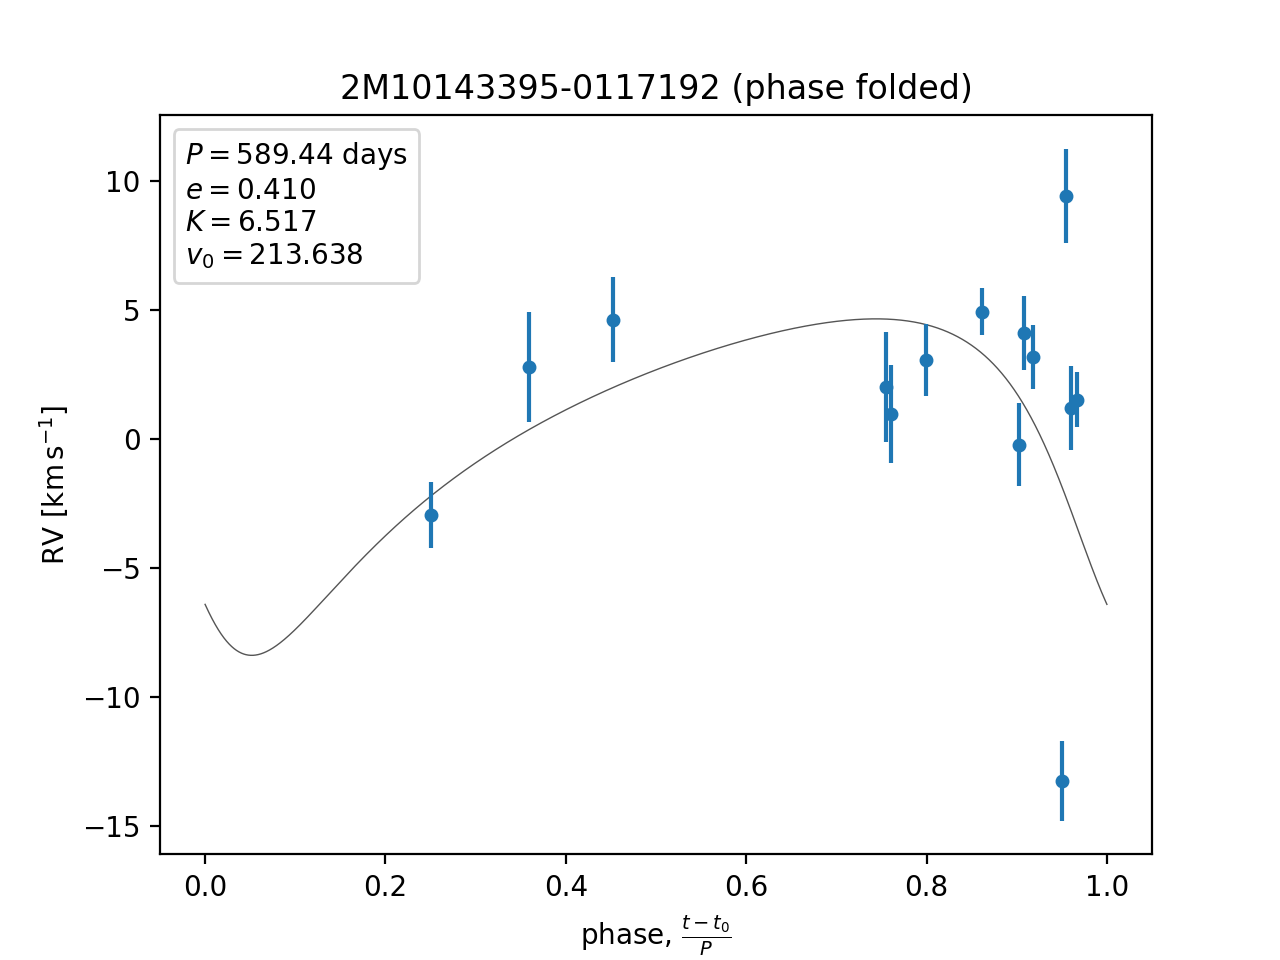 2M10143395-0117192 (phase folded)
P = 589.44 days
e = 0.410
K = 6.517
v₀ = 213.638
10
5
0
−5
−10
−15
RV [km s⁻¹]
0.0 0.2 0.4 0.6 0.8 1.0
phase, (t − t₀)/P